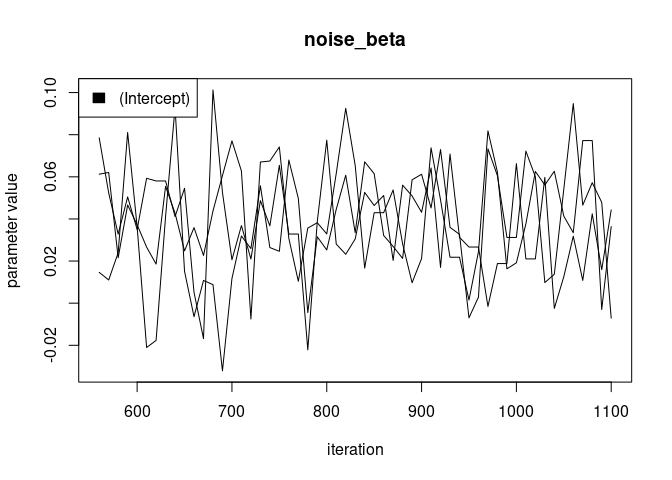 noise_beta
(Intercept)
0.10
0.06
0.02
-0.02
parameter value
600 700 800 900 1000 1100
iteration